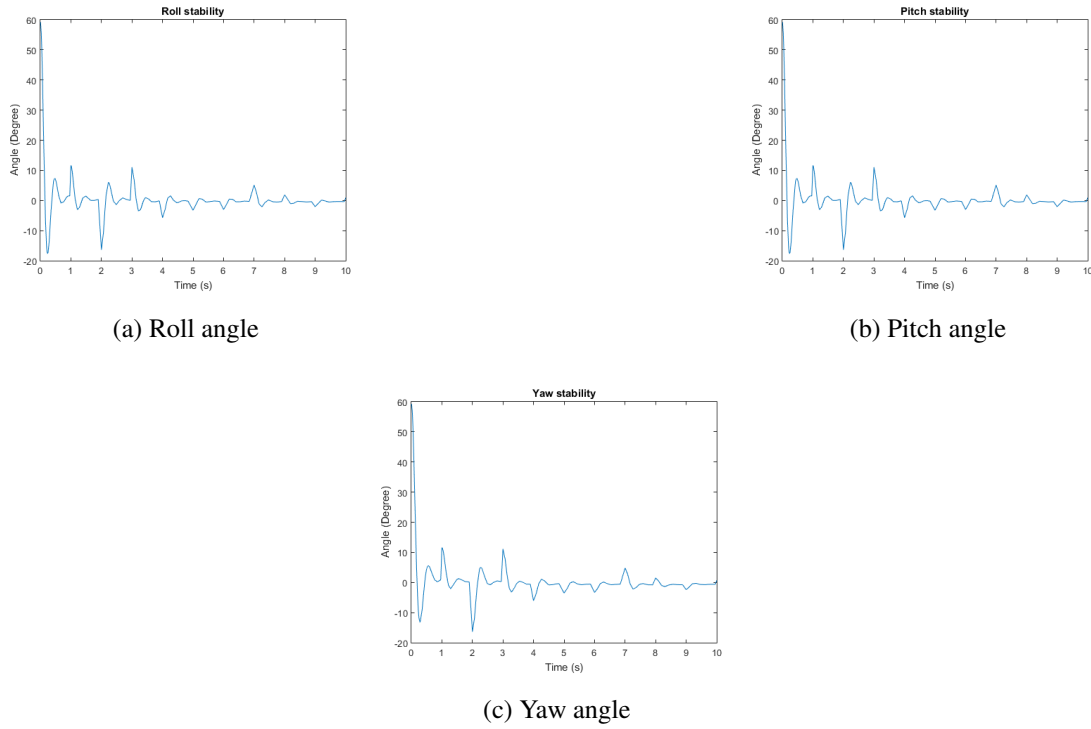 Roll stability
60
50
40
30
20
10
0
-10
-20
Angle (Degree)
0 1 2 3 4 5 6 7 8 9 10
Time (s)
(a) Roll angle
Pitch stability
60
50
40
30
20
10
0
-10
-20
Angle (Degree)
0 1 2 3 4 5 6 7 8 9 10
Time (s)
(b) Pitch angle
Yaw stability
60
50
40
30
20
10
0
-10
-20
Angle (Degree)
0 1 2 3 4 5 6 7 8 9 10
Time (s)
(c) Yaw angle